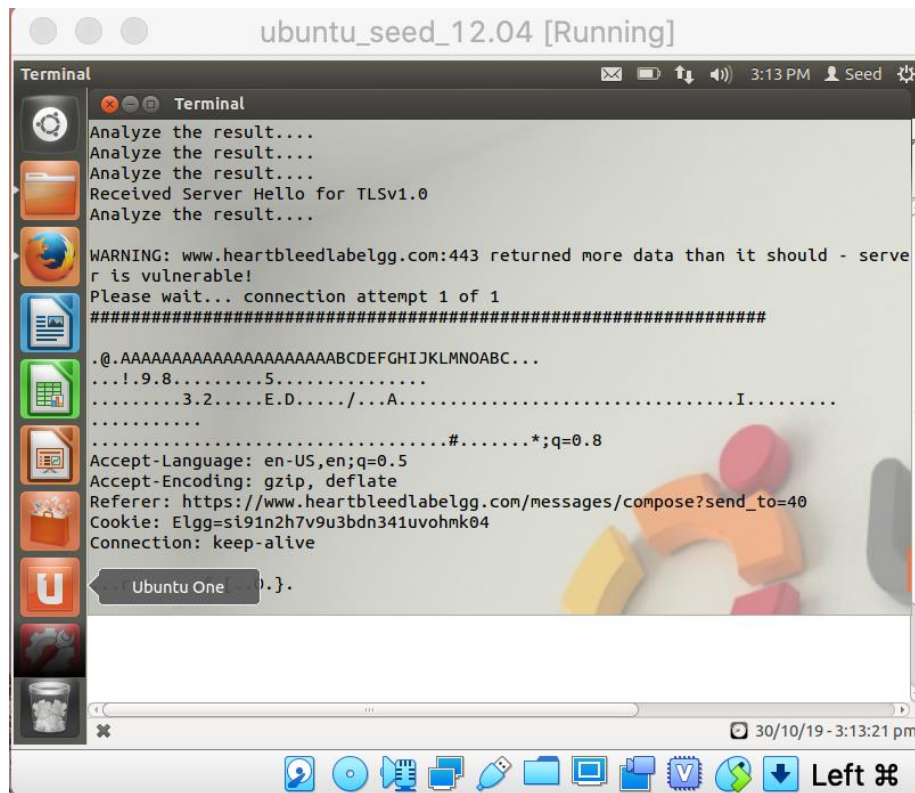 ubuntu_seed_12.04 [Running]
Terminal
3:13 PM Seed
Terminal
Analyze the result....
Analyze the result....
Analyze the result....
Received Server Hello for TLSv1.0
Analyze the result....
WARNING: www.heartbleedlabelgg.com:443 returned more data than it should - serve
r is vulnerable!
Please wait... connection attempt 1 of 1
##################################################################
.@.AAAAAAAAAAAAAAAAAAAAABCDEFGHIJKLMNOABC...
...!.9.8.........5...............
.........3.2.....E.D...../...A.................................I.........
...........
...................................#.......*;q=0.8
Accept-Language: en-US,en;q=0.5
Accept-Encoding: gzip, deflate
Referer: https://www.heartbleedlabelgg.com/messages/compose?send_to=40
Cookie: Elgg=si91n2h7v9u3bdn341uvohmk04
Connection: keep-alive
Ubuntu One
.}.
30/10/19 - 3:13:21 pm
Left ⌘